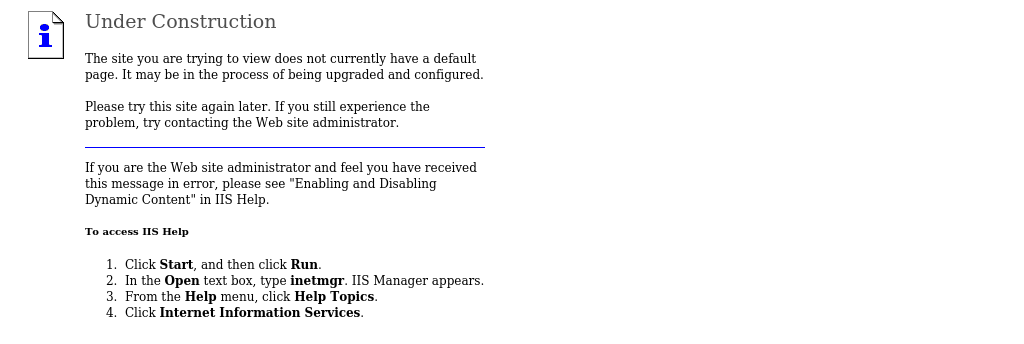 Under Construction
The site you are trying to view does not currently have a default
page. It may be in the process of being upgraded and configured.
Please try this site again later. If you still experience the
problem, try contacting the Web site administrator.
If you are the Web site administrator and feel you have received
this message in error, please see "Enabling and Disabling
Dynamic Content" in IIS Help.
To access IIS Help
1. Click Start, and then click Run.
2. In the Open text box, type inetmgr. IIS Manager appears.
3. From the Help menu, click Help Topics.
4. Click Internet Information Services.